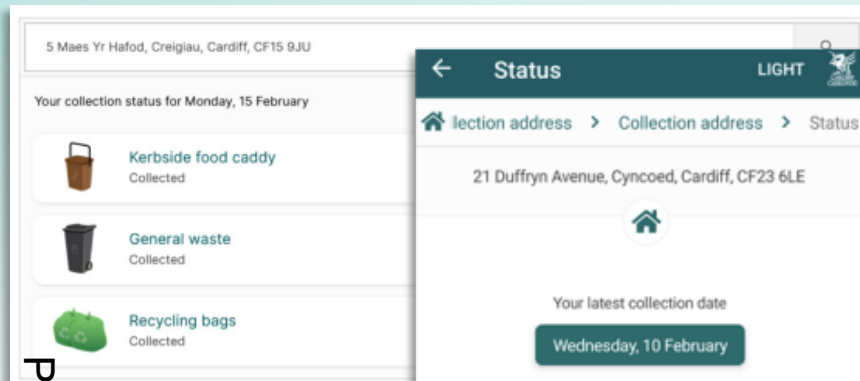 5 Maes Yr Hafod, Creigiau, Cardiff, CF15 9JU
Your collection status for Monday, 15 February
Kerbside food caddy
Collected
General waste
Collected
Recycling bags
Collected
P
Status
LIGHT
lection address > Collection address > Status
21 Duffryn Avenue, Cyncoed, Cardiff, CF23 6LE
Your latest collection date
Wednesday, 10 February